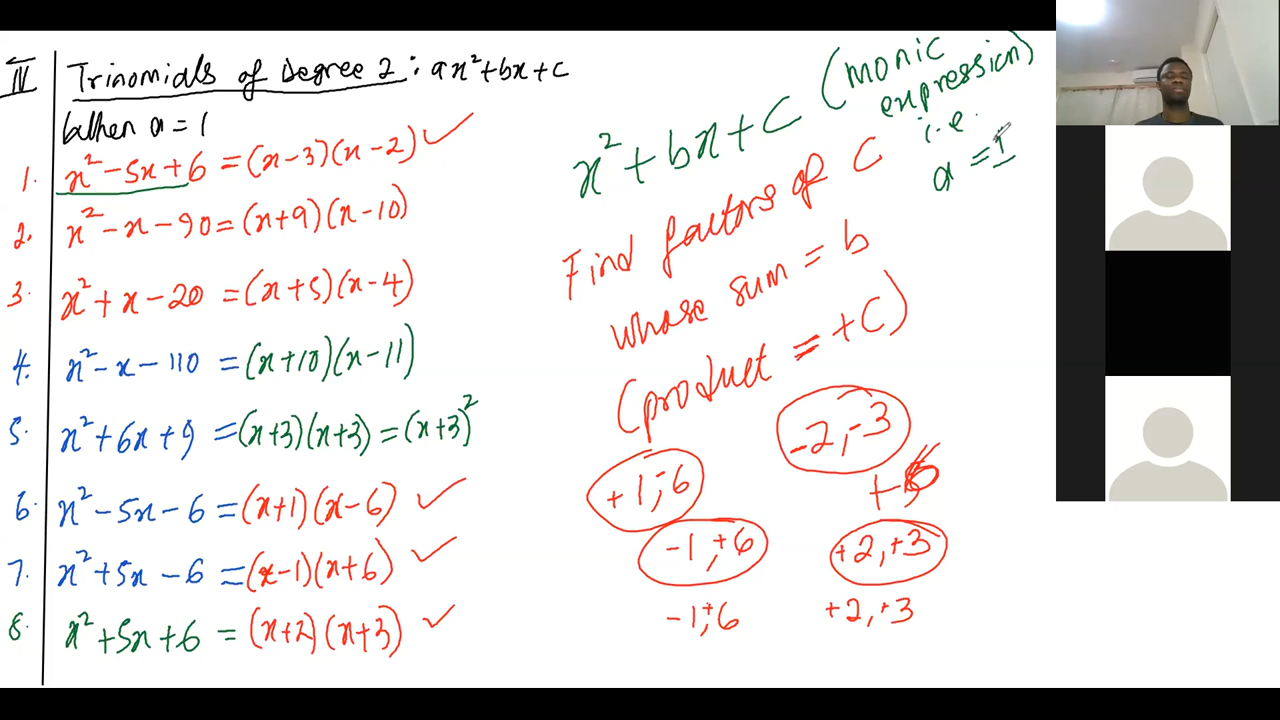 IV
Trinomials of Degree 2: ax²+bx+c
When a = 1
1. x² - 5x + 6 = (x-3)(x-2) ✓
2. x² - x - 90 = (x+9)(x-10)
3. x² + x - 20 = (x+5)(x-4)
4. x² - x - 110 = (x+10)(x-11)
5. x² + 6x + 9 = (x+3)(x+3) = (x+3)²
6. x² - 5x - 6 = (x+1)(x-6) ✓
7. x² + 5x - 6 = (x-1)(x+6) ✓
8. x² + 5x + 6 = (x+2)(x+3) ✓
x² + bx + c (monic
expression)
i.e.
a = 1
Find factors of C
whose sum = b
(product = +C)
-2, -3
+1, -6
-1, +6
+2, +3
-1, +6
+2, +3